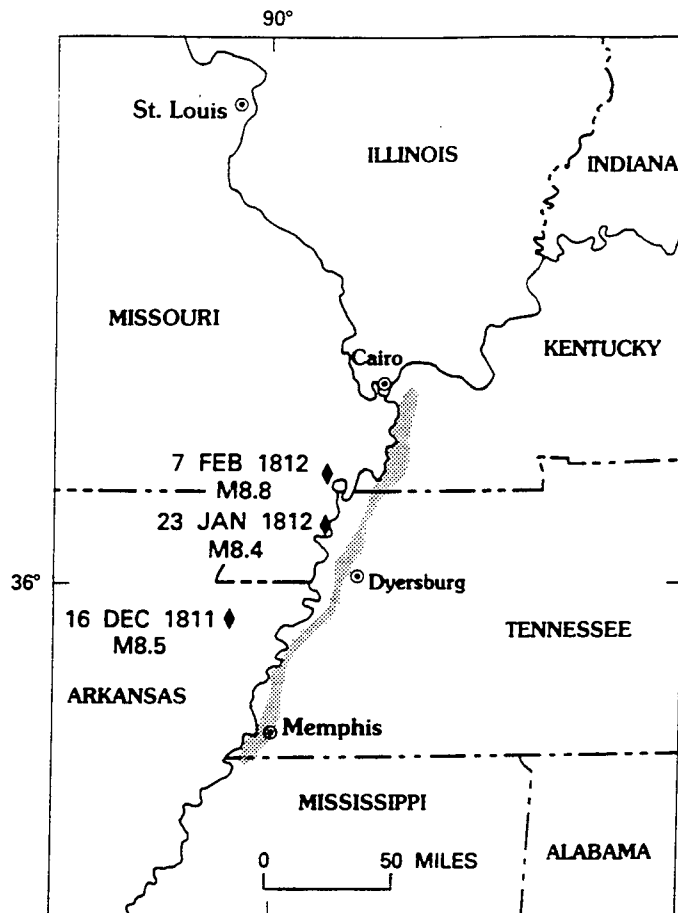 90°
St. Louis
ILLINOIS
INDIANA
MISSOURI
Cairo
KENTUCKY
7 FEB 1812
M8.8
23 JAN 1812
M8.4
36°
Dyersburg
16 DEC 1811
M8.5
TENNESSEE
ARKANSAS
Memphis
MISSISSIPPI
ALABAMA
0 50 MILES